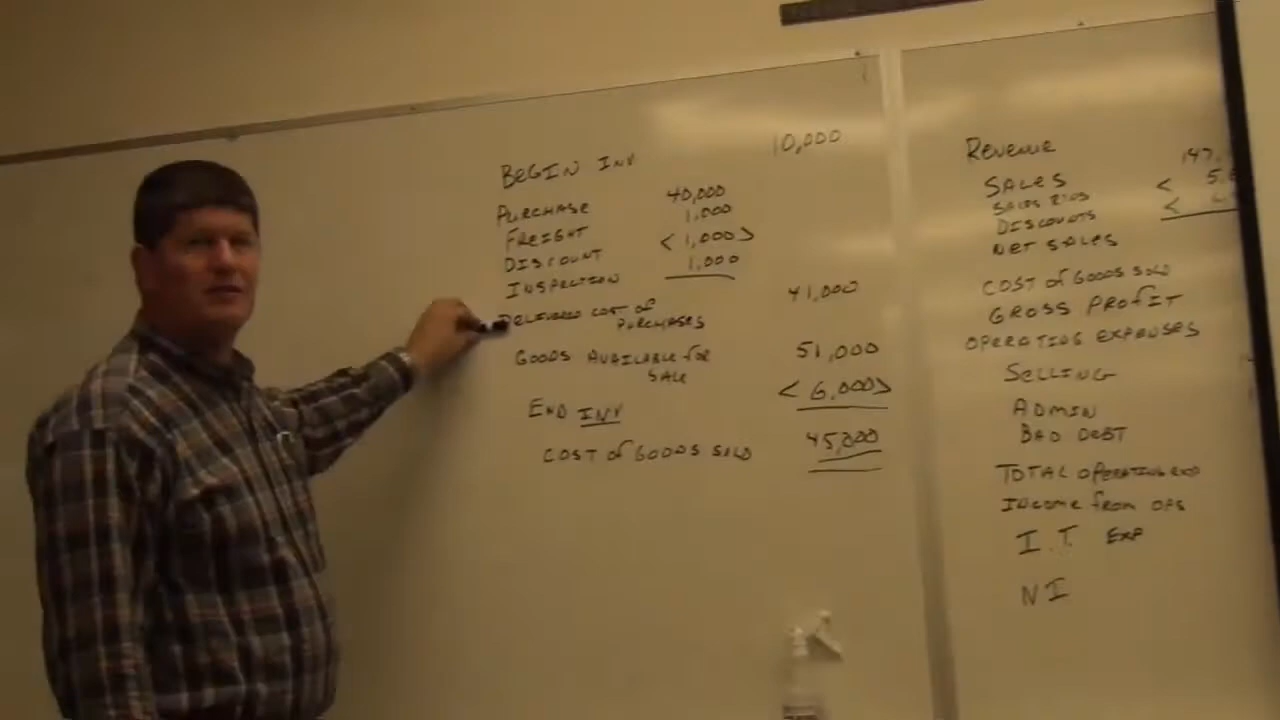 BEGIN INV 10,000
PURCHASE 40,000
FREIGHT 1,000
DISCOUNT < 1,000 >
INSPECTION 1,000
DELIVERED COST OF PURCHASES 41,000
GOODS AVAILABLE FOR SALE 51,000
END INV < 6,000 >
COST OF GOODS SOLD 45,000
REVENUE
SALES 147,
SALES RTNS < 5,
DISCOUNTS <
NET SALES
COST OF GOODS SOLD
GROSS PROFIT
OPERATING EXPENSES
SELLING
ADMIN
BAD DEBT
TOTAL OPERATING EXP
INCOME FROM OPS
I.T. EXP
NI